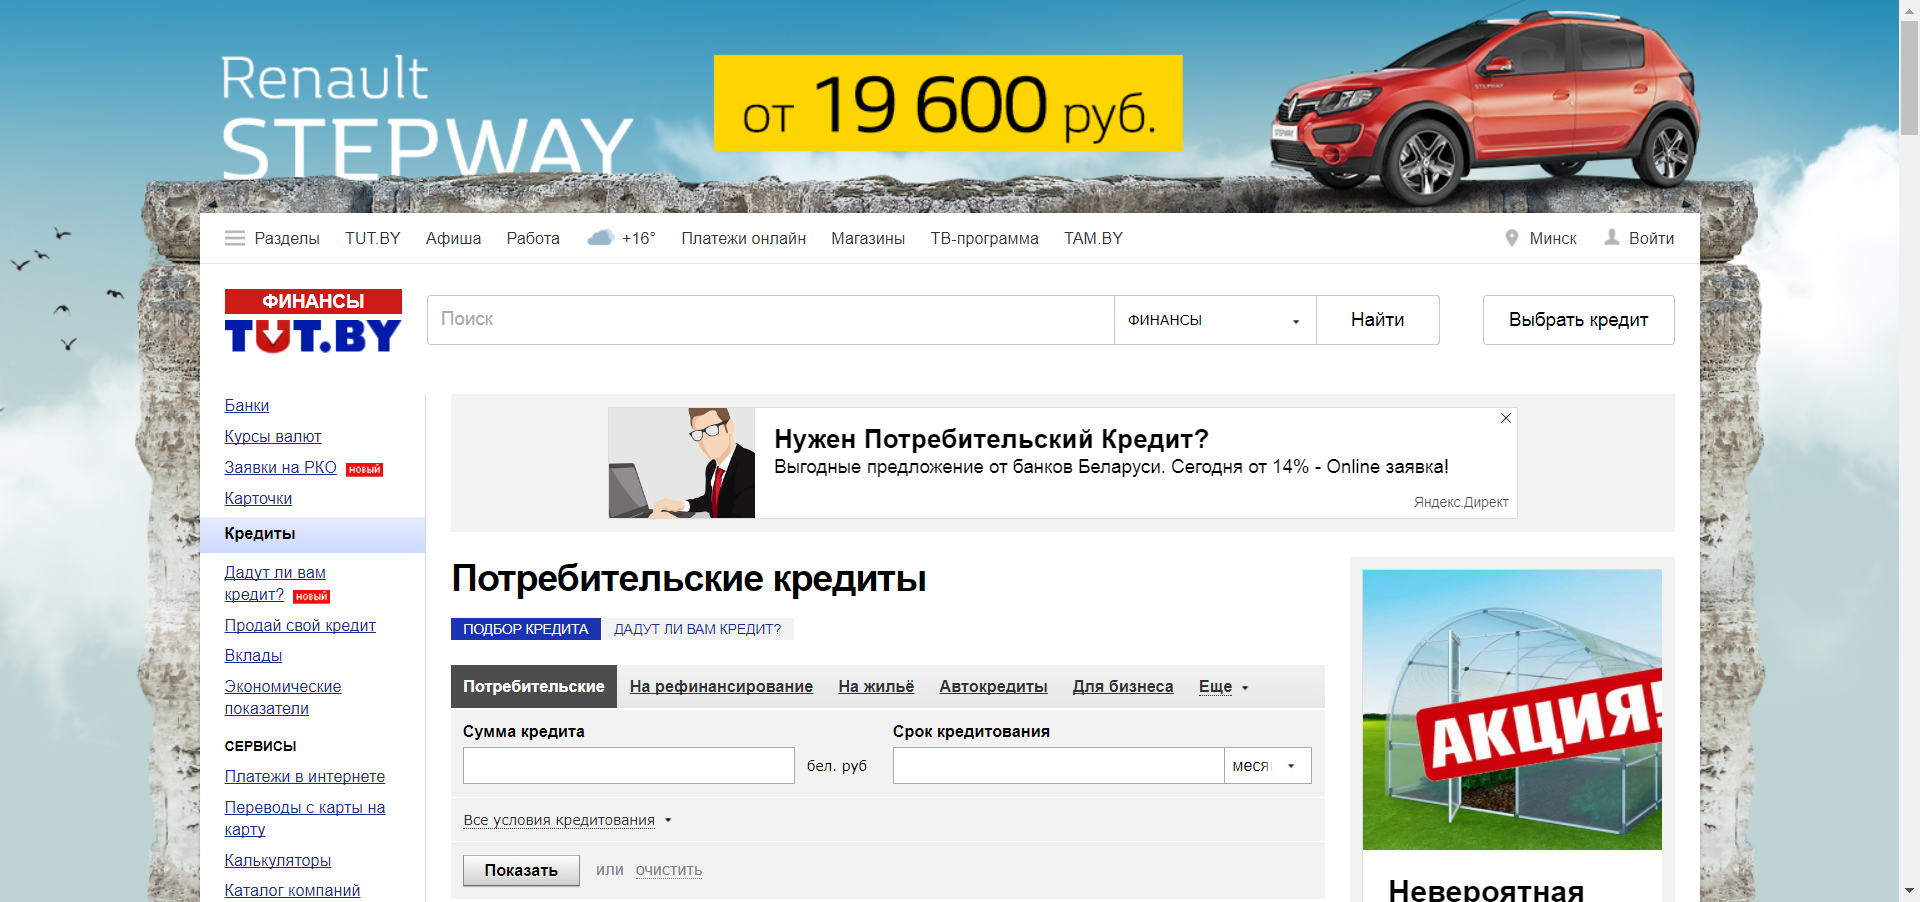 Renault
STEPWAY
от 19 600 руб.
STEPWAY
STEPWAY
Разделы TUT.BY Афиша Работа +16° Платежи онлайн Магазины ТВ-программа TAM.BY Минск Войти
ФИНАНСЫ
TUT.BY
Поиск ФИНАНСЫ Найти Выбрать кредит
Банки
Курсы валют
Заявки на РКО новый
Карточки
Кредиты
Дадут ли вам
кредит? новый
Продай свой кредит
Вклады
Экономические
показатели
СЕРВИСЫ
Платежи в интернете
Переводы с карты на
карту
Калькуляторы
Каталог компаний
Нужен Потребительский Кредит?
Выгодные предложение от банков Беларуси. Сегодня от 14% - Online заявка!
Яндекс.Директ
Потребительские кредиты
ПОДБОР КРЕДИТА ДАДУТ ЛИ ВАМ КРЕДИТ?
Потребительские На рефинансирование На жильё Автокредиты Для бизнеса Еще
Сумма кредита Срок кредитования
бел. руб меся
Все условия кредитования
Показать или очистить
АКЦИЯ!
Невероятная